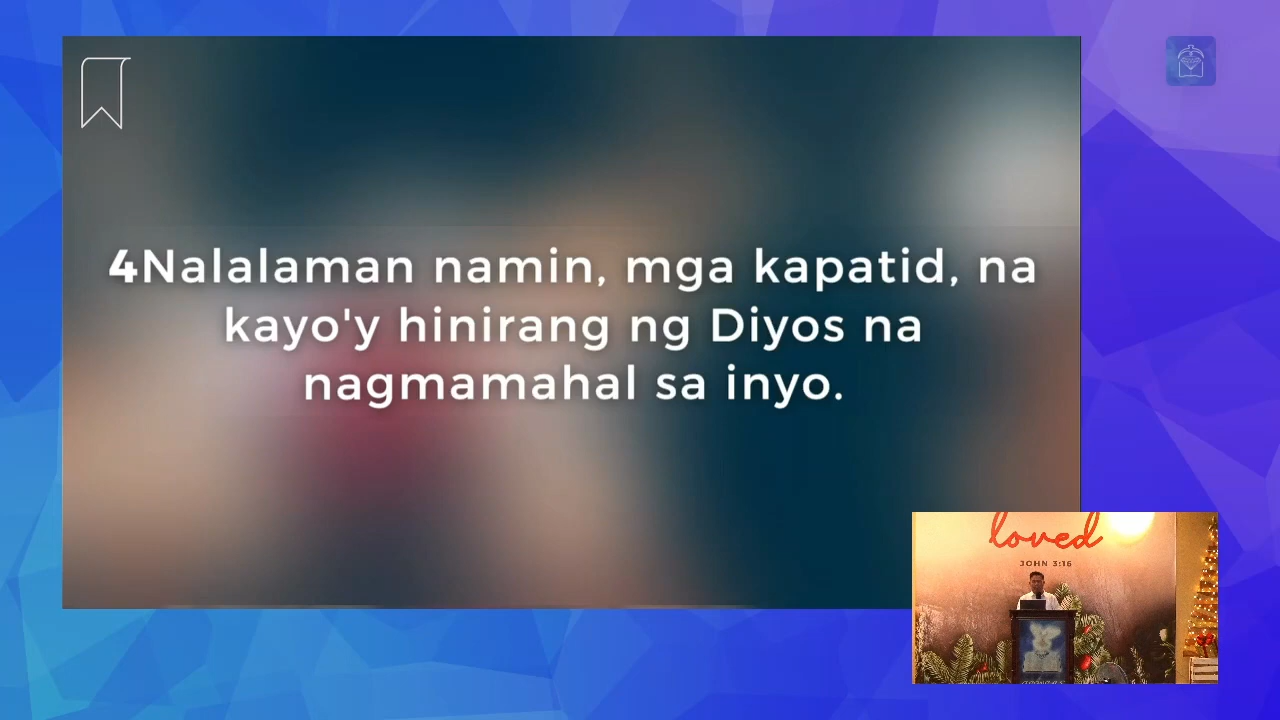 4Nalalaman namin, mga kapatid, na
kayo'y hinirang ng Diyos na
nagmamahal sa inyo.
loved
JOHN 3:16